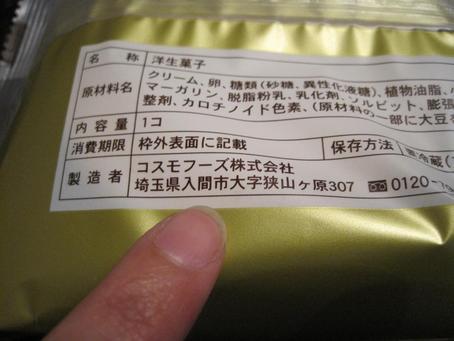 名 称 洋生菓子
原材料名 クリーム、卵、糖類(砂糖、異性化液糖)、植物油脂、
マーガリン、脱脂粉乳、乳化剤、ソルビット、膨張
整剤、カロチノイド色素、(原材料の一部に大豆を
内 容 量 1コ
消費期限 枠外表面に記載 保存方法 要冷蔵(
製 造 者 コスモフーズ株式会社
埼玉県入間市大字狭山ヶ原307 0120-